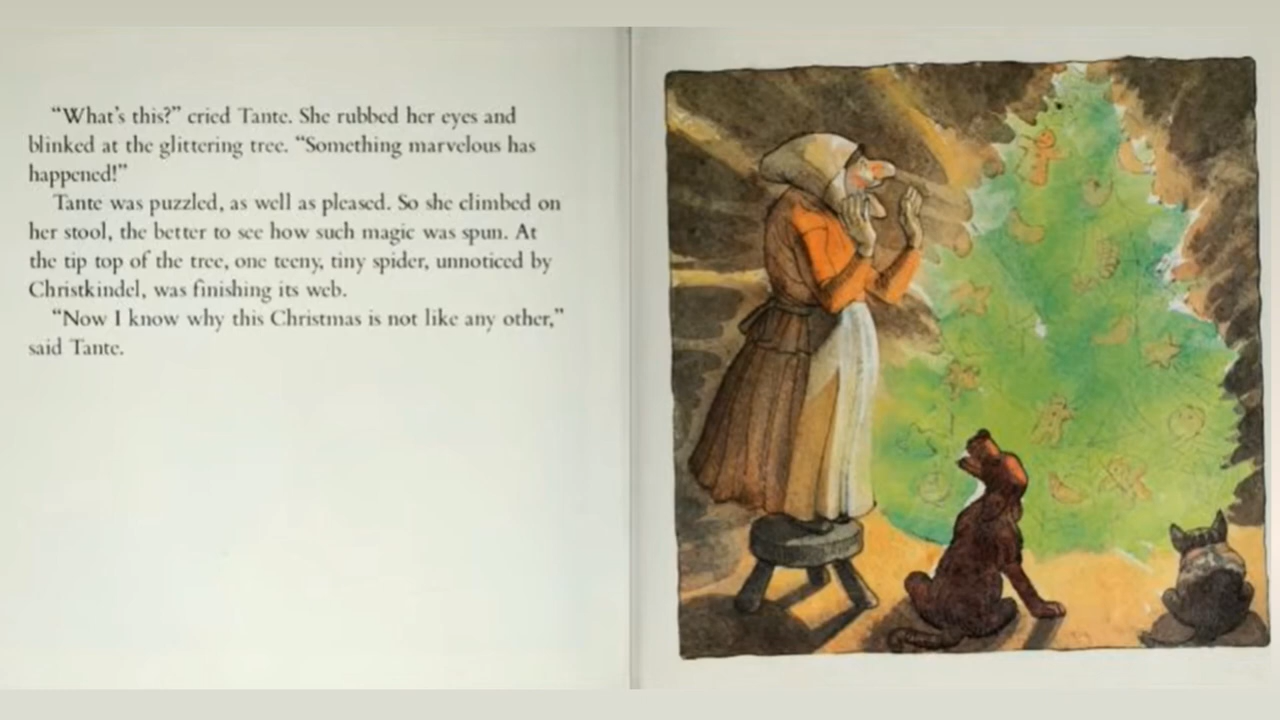 “What’s this?” cried Tante. She rubbed her eyes and
blinked at the glittering tree. “Something marvelous has
happened!”
Tante was puzzled, as well as pleased. So she climbed on
her stool, the better to see how such magic was spun. At
the tip top of the tree, one teeny, tiny spider, unnoticed by
Christkindel, was finishing its web.
“Now I know why this Christmas is not like any other,”
said Tante.